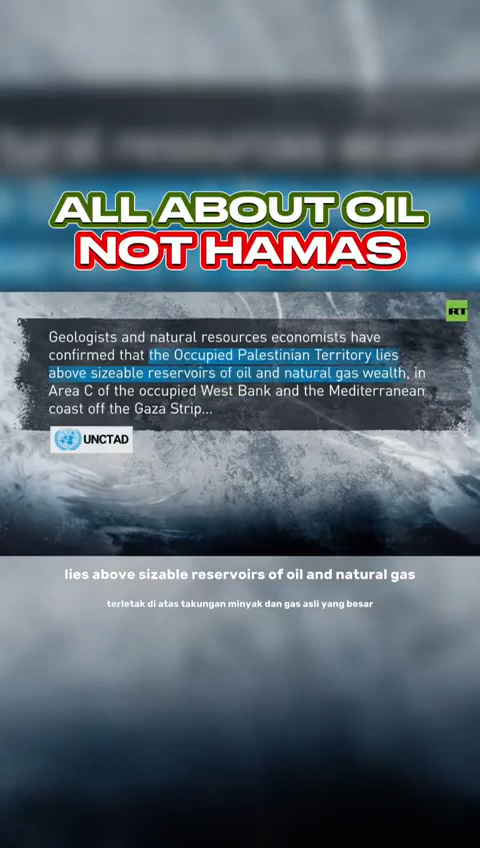 ALL ABOUT OIL
NOT HAMAS
RT
Geologists and natural resources economists have
confirmed that the Occupied Palestinian Territory lies
above sizeable reservoirs of oil and natural gas wealth, in
Area C of the occupied West Bank and the Mediterranean
coast off the Gaza Strip...
UNCTAD
lies above sizable reservoirs of oil and natural gas
terletak di atas takungan minyak dan gas asli yang besar